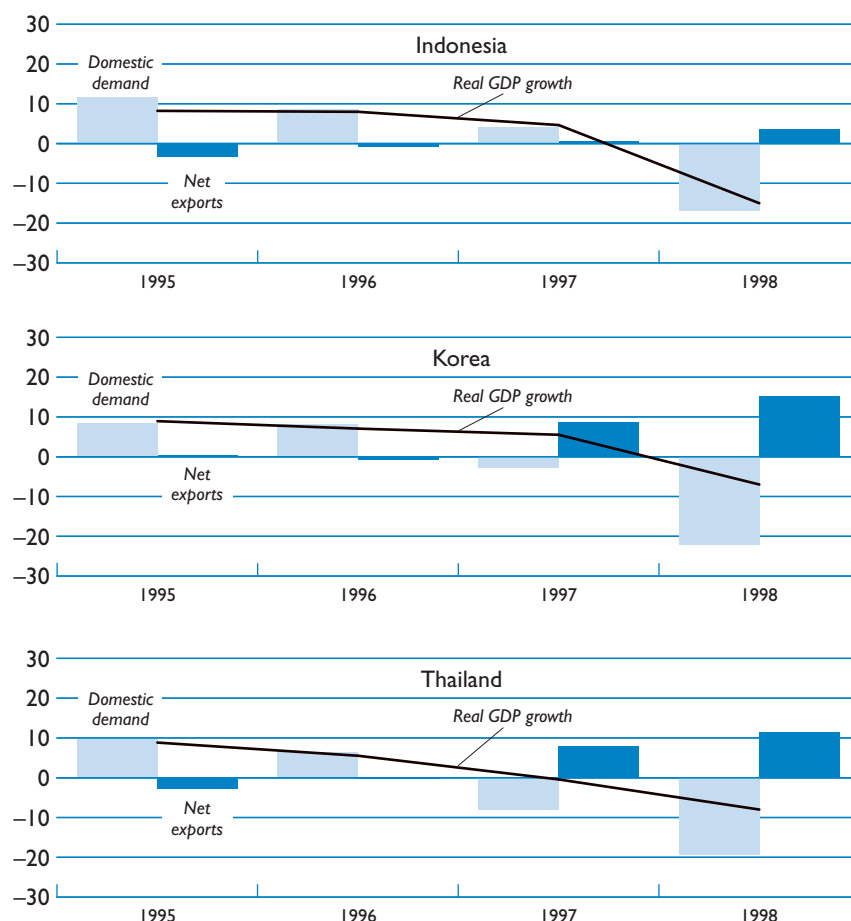 30
Indonesia
20
Domestic
demand
Real GDP growth
10
0
–10
Net
exports
–20
–30
1995 1996 1997 1998
30
Korea
20
Domestic
demand
Real GDP growth
10
0
–10
Net
exports
–20
–30
1995 1996 1997 1998
30
Thailand
20
Domestic
demand
Real GDP growth
10
0
–10
Net
exports
–20
–30
1995 1996 1997 1998